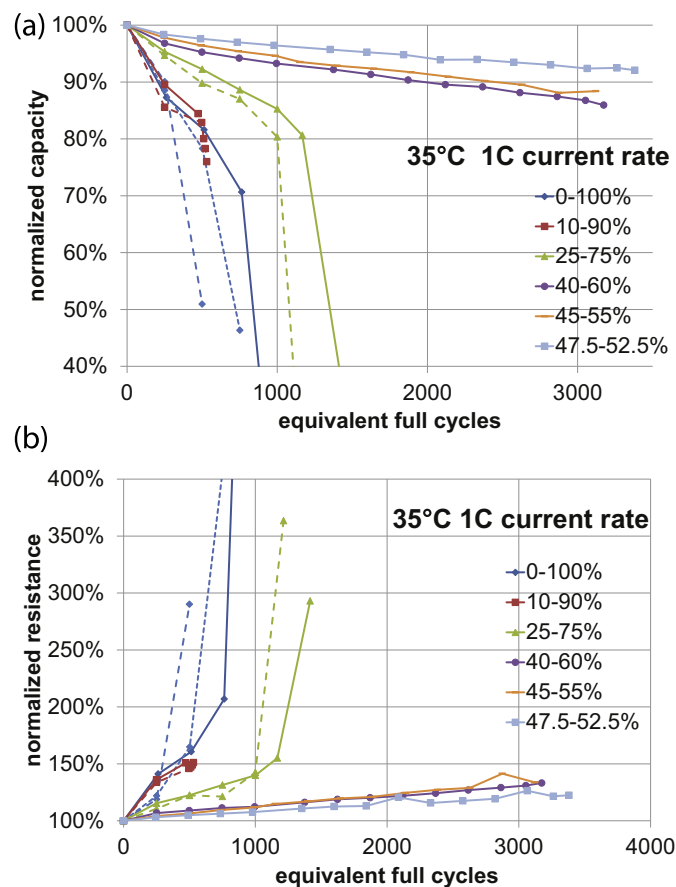 (a)
100%
90%
80%
70%
60%
50%
40%
normalized capacity
35°C 1C current rate
0-100%
10-90%
25-75%
40-60%
45-55%
47.5-52.5%
0 1000 2000 3000
equivalent full cycles
(b)
400%
350%
300%
250%
200%
150%
100%
normalized resistance
35°C 1C current rate
0-100%
10-90%
25-75%
40-60%
45-55%
47.5-52.5%
0 1000 2000 3000 4000
equivalent full cycles